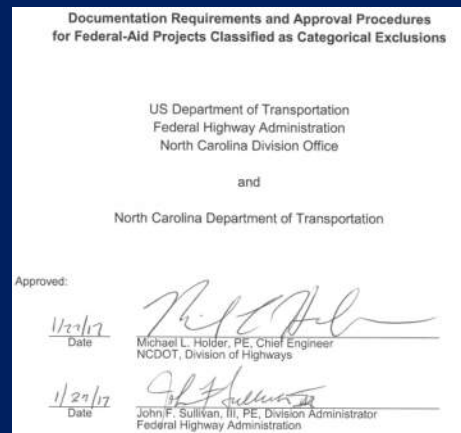 Documentation Requirements and Approval Procedures
for Federal-Aid Projects Classified as Categorical Exclusions
US Department of Transportation
Federal Highway Administration
North Carolina Division Office
and
North Carolina Department of Transportation
Approved:
Date
Michael L. Holder, PE, Chief Engineer
NCDOT, Division of Highways
1/27/17
Date
John F. Sullivan, III, PE, Division Administrator
Federal Highway Administration